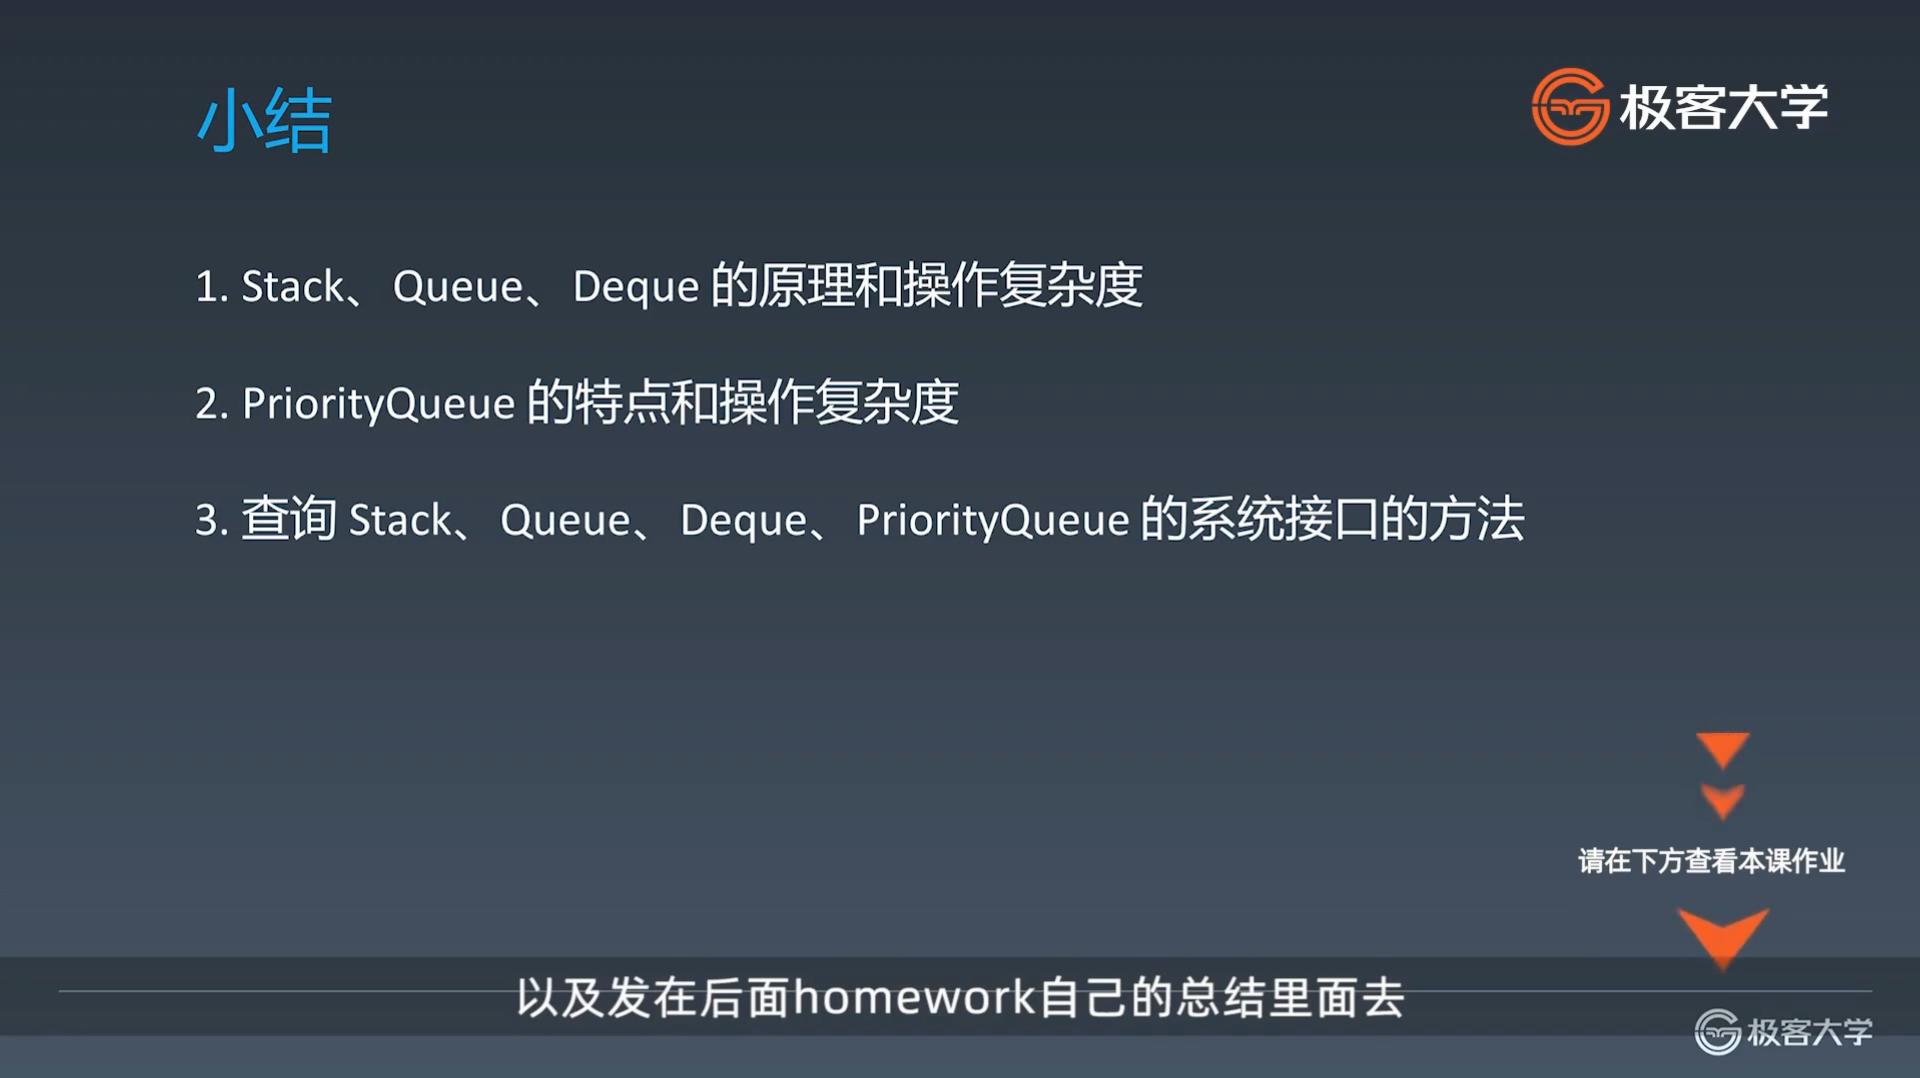 小结
极客大学
1. Stack、Queue、Deque 的原理和操作复杂度
2. PriorityQueue 的特点和操作复杂度
3. 查询 Stack、Queue、Deque、PriorityQueue 的系统接口的方法
请在下方查看本课作业
以及发在后面homework自己的总结里面去
极客大学